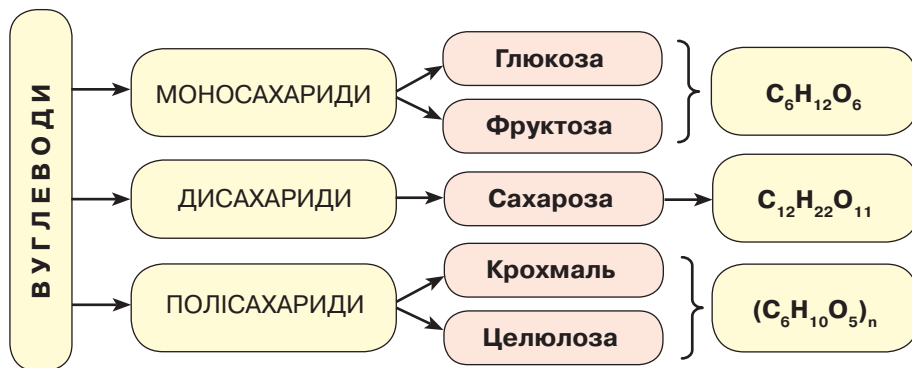 ВУГЛЕВОДИ
МОНОСАХАРИДИ
Глюкоза
Фруктоза
C₆H₁₂O₆
ДИСАХАРИДИ
Сахароза
C₁₂H₂₂O₁₁
ПОЛІСАХАРИДИ
Крохмаль
Целюлоза
(C₆H₁₀O₅)ₙ